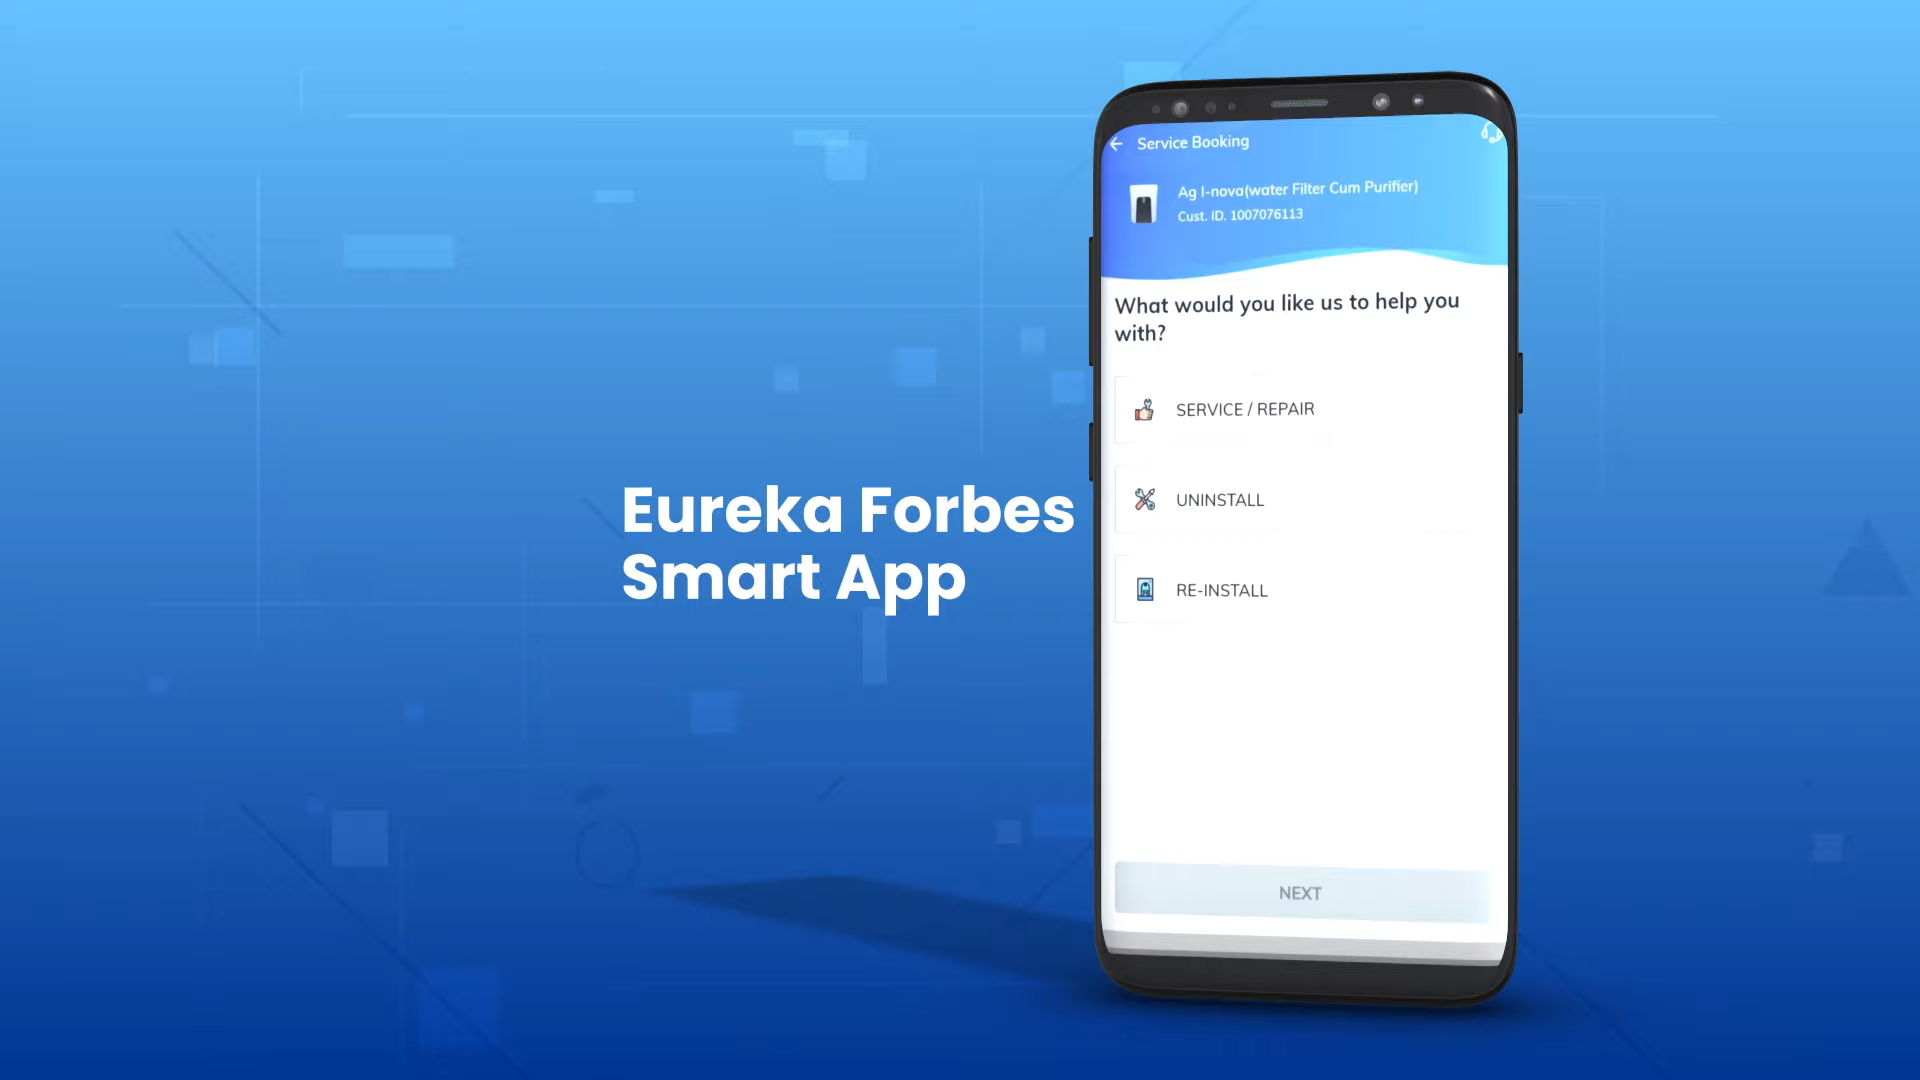 Eureka Forbes
Smart App
Service Booking
Ag I-nova(water Filter Cum Purifier)
Cust. ID. 1007076113
What would you like us to help you
with?
SERVICE / REPAIR
UNINSTALL
RE-INSTALL
NEXT